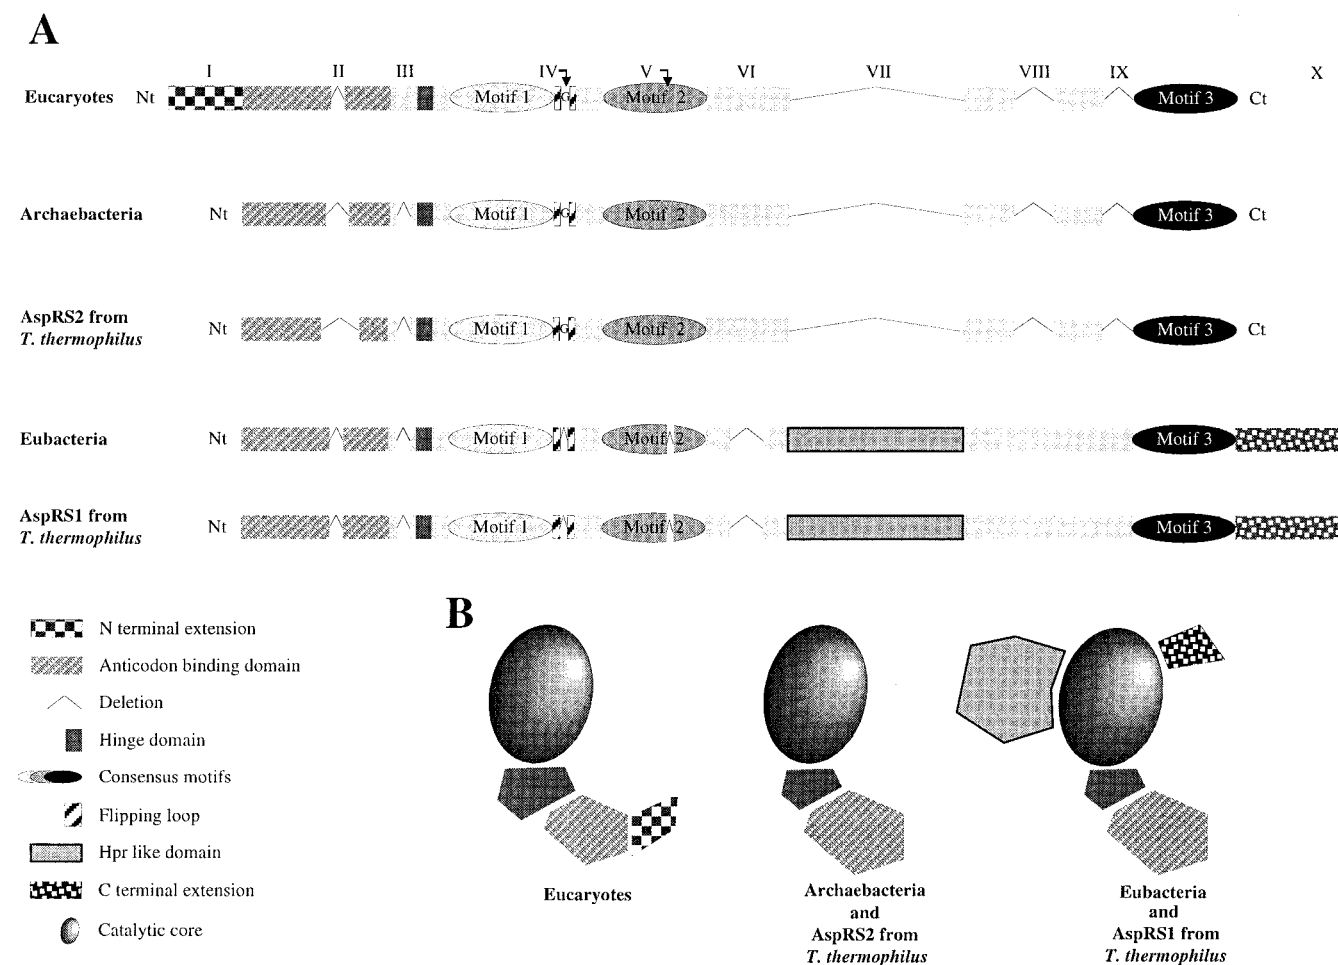 A
I II III IV V VI VII VIII IX X
Eucaryotes Nt Motif 1 G Motif 2 Motif 3 Ct
Archaebacteria Nt Motif 1 G Motif 2 Motif 3 Ct
AspRS2 from
T. thermophilus Nt Motif 1 G Motif 2 Motif 3 Ct
Eubacteria Nt Motif 1 Motif 2 Motif 3
AspRS1 from
T. thermophilus Nt Motif 1 Motif 2 Motif 3
N terminal extension
Anticodon binding domain
Deletion
Hinge domain
Consensus motifs
Flipping loop
Hpr like domain
C terminal extension
Catalytic core
B
Eucaryotes
Archaebacteria
and
AspRS2 from
T. thermophilus
Eubacteria
and
AspRS1 from
T. thermophilus